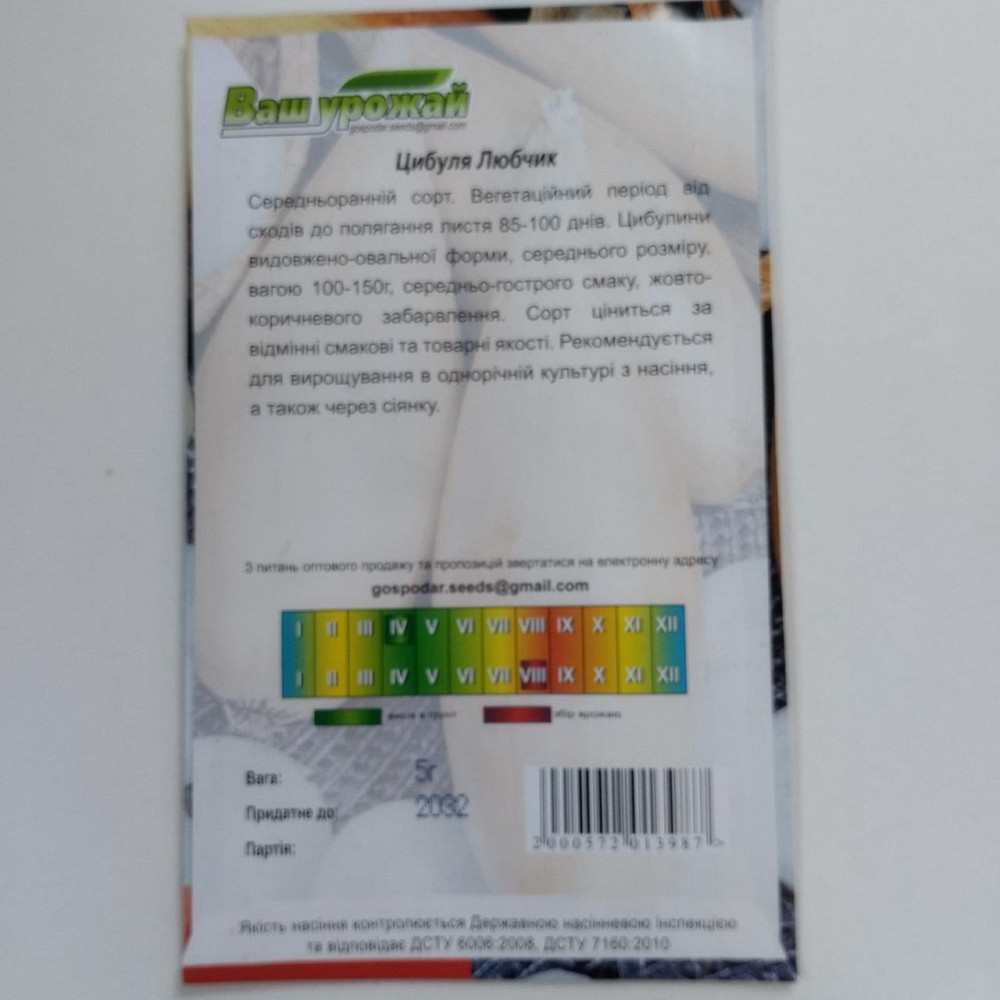 Ваш урожай
gospodar.seeds@gmail.com
Цибуля Любчик
Середньоранній сорт. Вегетаційний період від
сходів до полягання листя 85-100 днів. Цибулини
видовжено-овальної форми, середнього розміру,
вагою 100-150г, середньо-гострого смаку, жовто-
коричневого забарвлення. Сорт ціниться за
відмінні смакові та товарні якості. Рекомендується
для вирощування в однорічній культурі з насіння,
а також через сіянку.
З питань оптового продажу та пропозицій звертатися на електронну адресу
gospodar.seeds@gmail.com
I II III IV V VI VII VIII IX X XI XII
I II III IV V VI VII VIII IX X XI XII
висів в ґрунт збір врожаю
Вага: 5г
Придатне до: 2032
Партія:
2000572013987 >
Якість насіння контролюється Державною насінневою інспекцією
та відповідає ДСТУ 6006:2008, ДСТУ 7160:2010